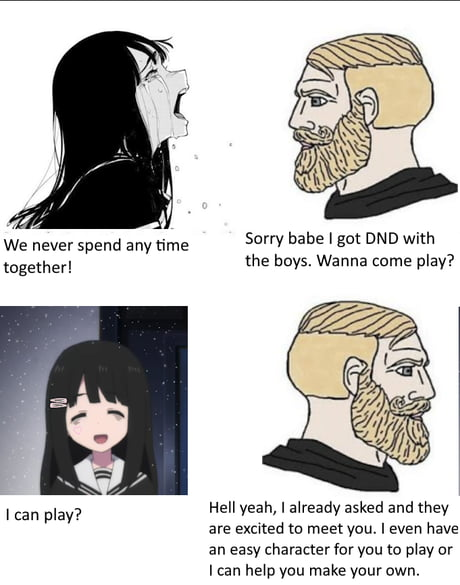 We never spend any time
together!
Sorry babe I got DND with
the boys. Wanna come play?
I can play?
Hell yeah, I already asked and they
are excited to meet you. I even have
an easy character for you to play or
I can help you make your own.